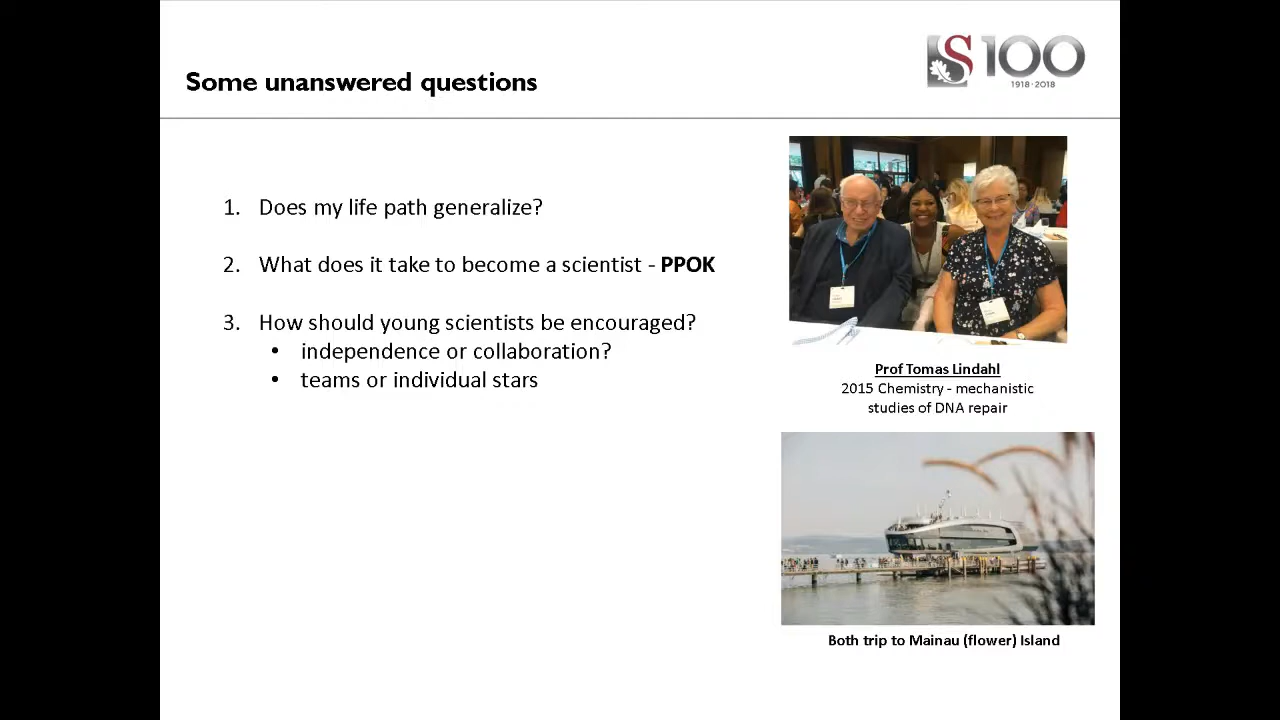 Some unanswered questions
S100
1918·2018
1. Does my life path generalize?
2. What does it take to become a scientist - PPOK
3. How should young scientists be encouraged?
• independence or collaboration?
• teams or individual stars
Prof Tomas Lindahl
2015 Chemistry - mechanistic
studies of DNA repair
Both trip to Mainau (flower) Island